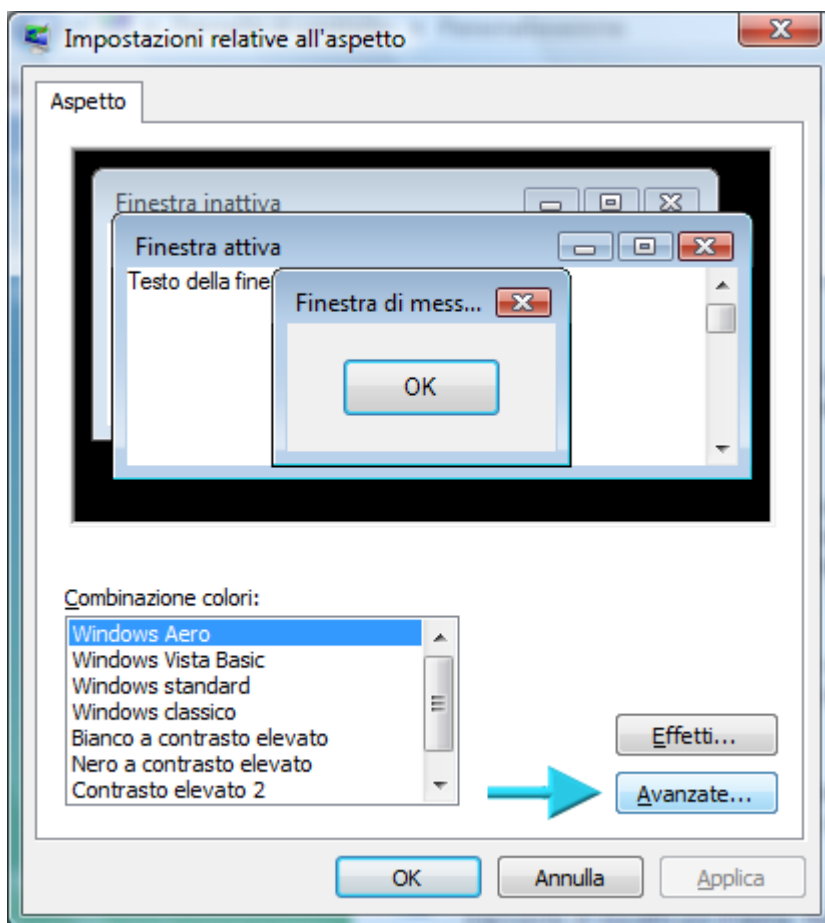 Impostazioni relative all'aspetto
Aspetto
Finestra inattiva
Finestra attiva
Testo della fine
Finestra di mess...
OK
Combinazione colori:
Windows Aero
Windows Vista Basic
Windows standard
Windows classico
Bianco a contrasto elevato
Nero a contrasto elevato
Contrasto elevato 2
Effetti...
Avanzate...
OK Annulla Applica